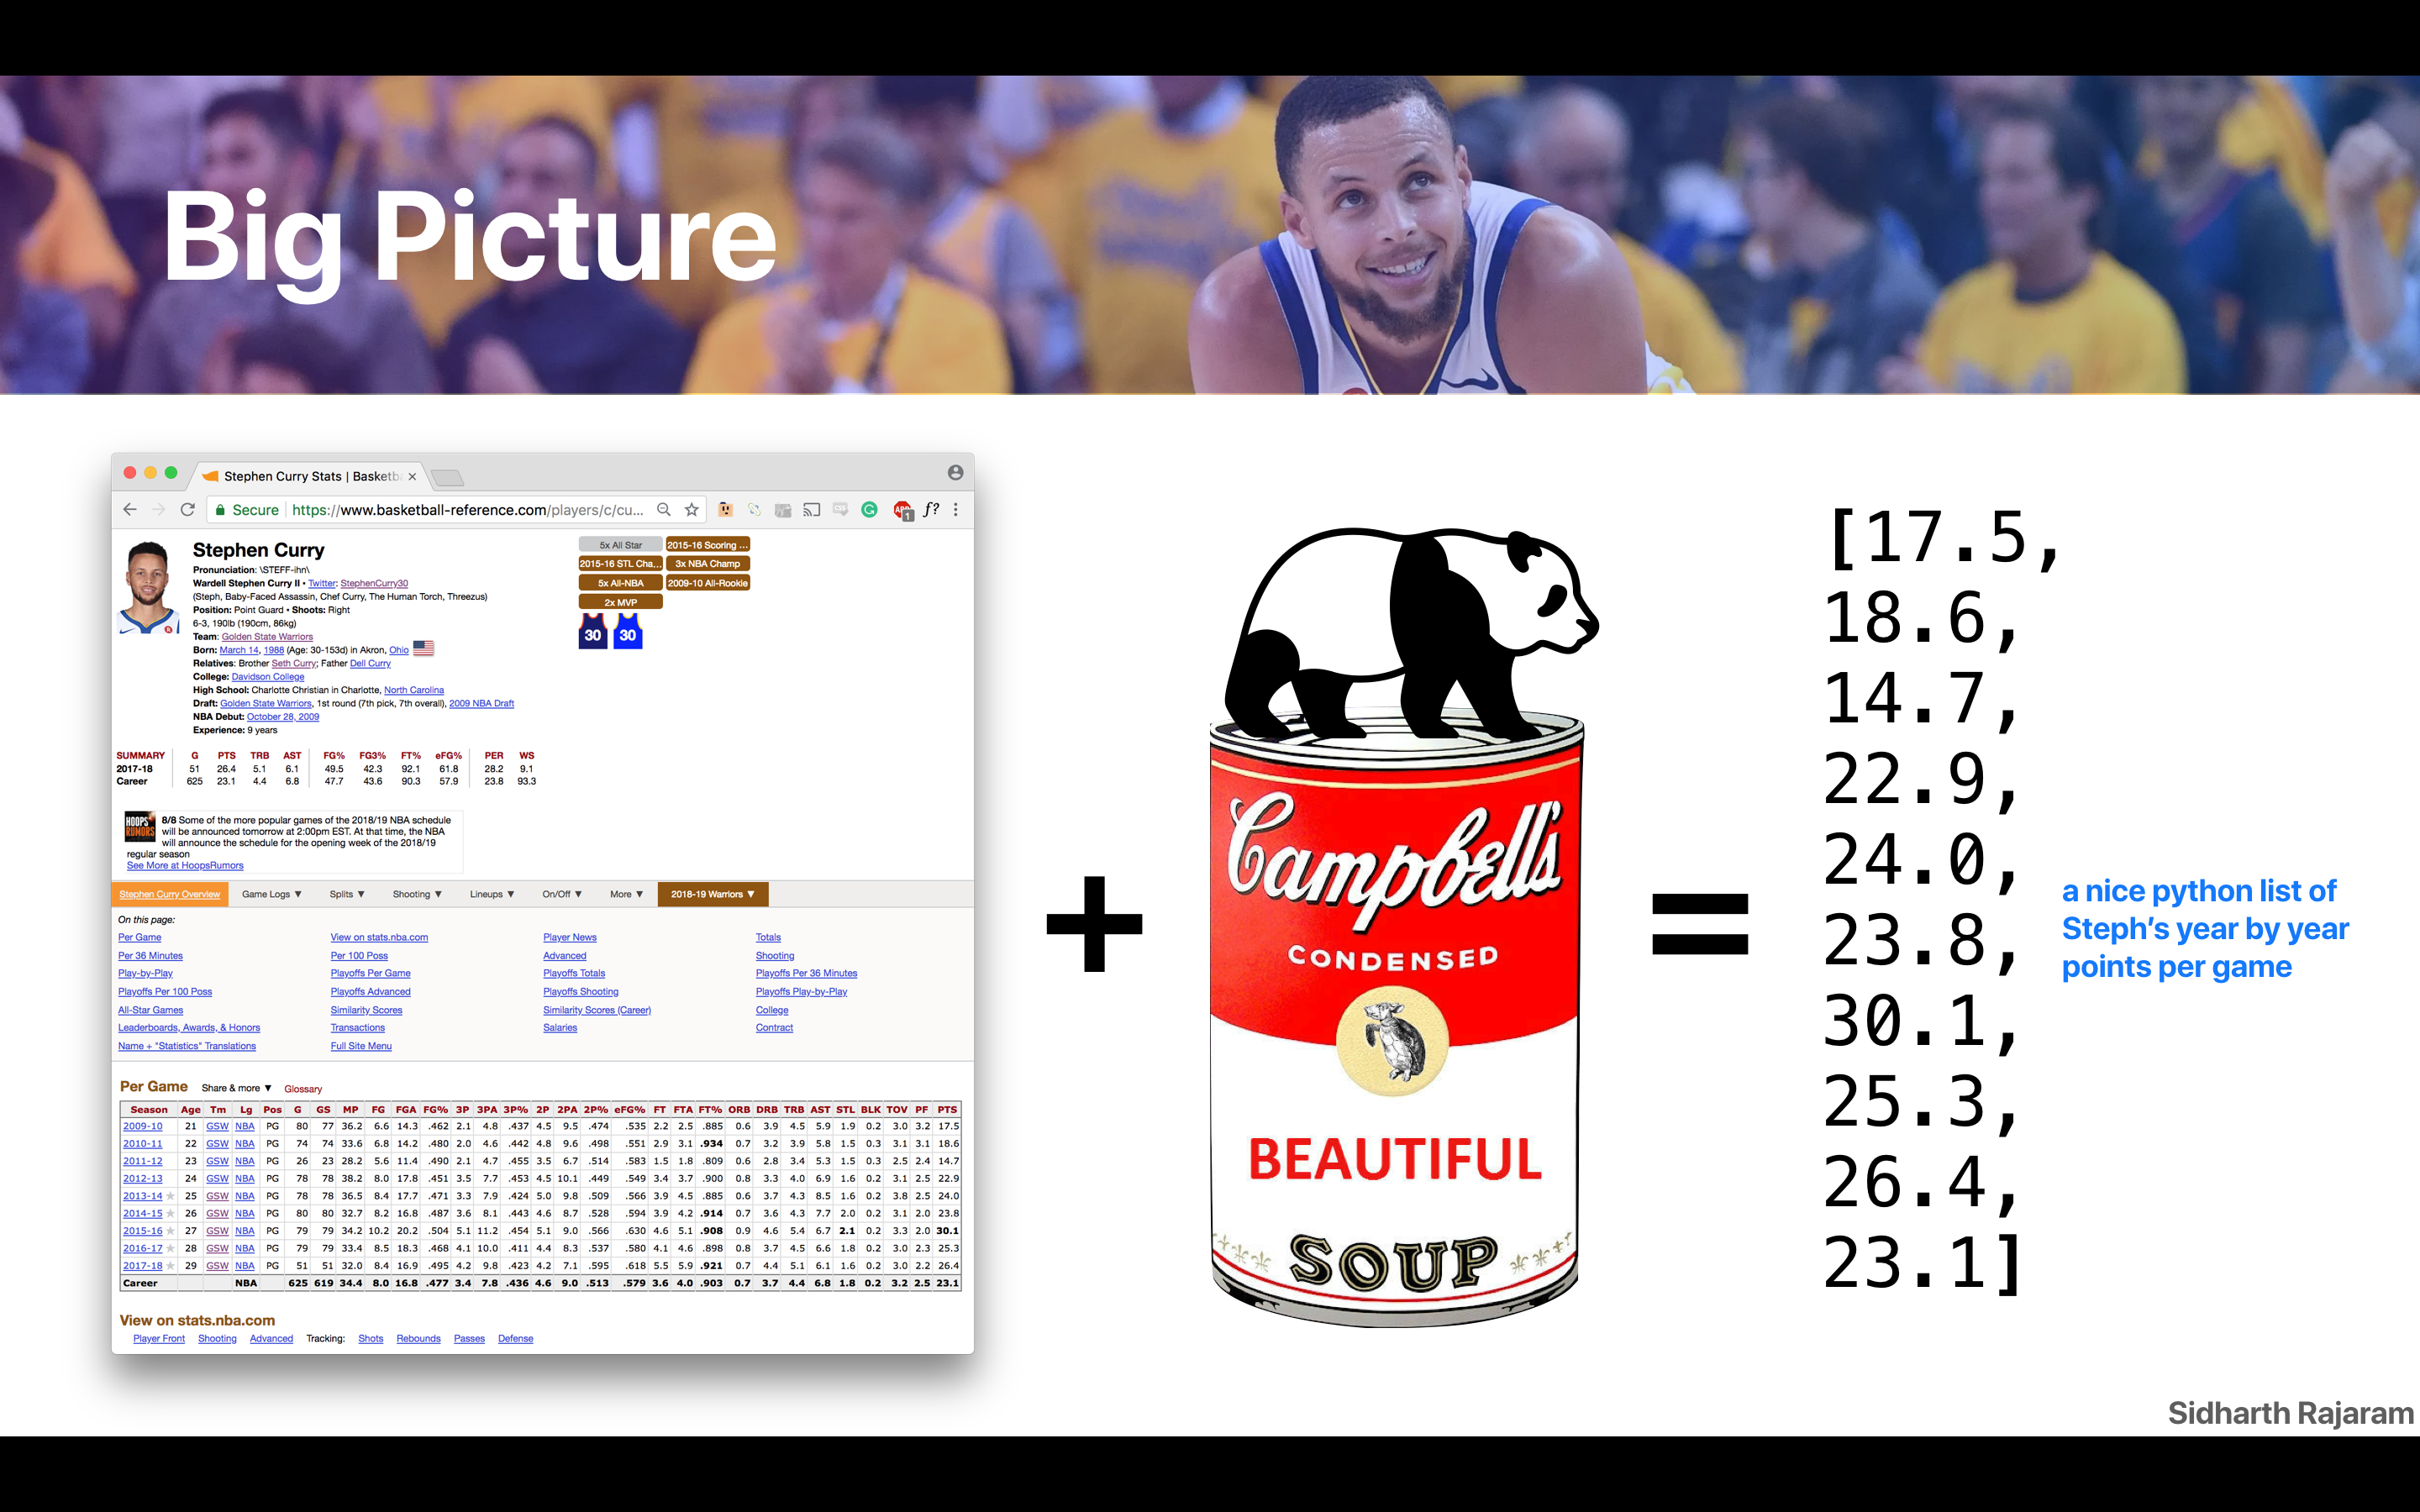 Big Picture
Stephen Curry Stats | Basketb
Secure https://www.basketball-reference.com/players/c/cu...
Stephen Curry
Pronunciation: \STEFF-ihn\
Wardell Stephen Curry II • Twitter: StephenCurry30
(Steph, Baby-Faced Assassin, Chef Curry, The Human Torch, Threezus)
Position: Point Guard • Shoots: Right
6-3, 190lb (190cm, 86kg)
Team: Golden State Warriors
Born: March 14, 1988 (Age: 30-153d) in Akron, Ohio
Relatives: Brother Seth Curry; Father Dell Curry
College: Davidson College
High School: Charlotte Christian in Charlotte, North Carolina
Draft: Golden State Warriors, 1st round (7th pick, 7th overall), 2009 NBA Draft
NBA Debut: October 28, 2009
Experience: 9 years
5x All Star 2015-16 Scoring ...
2015-16 STL Cha... 3x NBA Champ
5x All-NBA 2009-10 All-Rookie
2x MVP
30 30
SUMMARY G PTS TRB AST FG% FG3% FT% eFG% PER WS
2017-18 51 26.4 5.1 6.1 49.5 42.3 92.1 61.8 28.2 9.1
Career 625 23.1 4.4 6.8 47.7 43.6 90.3 57.9 23.8 93.3
HOOPS RUMORS
8/8 Some of the more popular games of the 2018/19 NBA schedule
will be announced tomorrow at 2:00pm EST. At that time, the NBA
will announce the schedule for the opening week of the 2018/19
regular season
See More at HoopsRumors
Stephen Curry Overview Game Logs ▼ Splits ▼ Shooting ▼ Lineups ▼ On/Off ▼ More ▼ 2018-19 Warriors ▼
On this page:
Per Game View on stats.nba.com Player News Totals
Per 36 Minutes Per 100 Poss Advanced Shooting
Play-by-Play Playoffs Per Game Playoffs Totals Playoffs Per 36 Minutes
Playoffs Per 100 Poss Playoffs Advanced Playoffs Shooting Playoffs Play-by-Play
All-Star Games Similarity Scores Similarity Scores (Career) College
Leaderboards, Awards, & Honors Transactions Salaries Contract
Name + "Statistics" Translations Full Site Menu
Per Game Share & more ▼ Glossary
Season Age Tm Lg Pos G GS MP FG FGA FG% 3P 3PA 3P% 2P 2PA 2P% eFG% FT FTA FT% ORB DRB TRB AST STL BLK TOV PF PTS
2009-10 21 GSW NBA PG 80 77 36.2 6.6 14.3 .462 2.1 4.8 .437 4.5 9.5 .474 .535 2.2 2.5 .885 0.6 3.9 4.5 5.9 1.9 0.2 3.0 3.2 17.5
2010-11 22 GSW NBA PG 74 74 33.6 6.8 14.2 .480 2.0 4.6 .442 4.8 9.6 .498 .551 2.9 3.1 .934 0.7 3.2 3.9 5.8 1.5 0.3 3.1 3.1 18.6
2011-12 23 GSW NBA PG 26 23 28.2 5.6 11.4 .490 2.1 4.7 .455 3.5 6.7 .514 .583 1.5 1.8 .809 0.6 2.8 3.4 5.3 1.5 0.3 2.5 2.4 14.7
2012-13 24 GSW NBA PG 78 78 38.2 8.0 17.8 .451 3.5 7.7 .453 4.5 10.1 .449 .549 3.4 3.7 .900 0.8 3.3 4.0 6.9 1.6 0.2 3.1 2.5 22.9
2013-14 ★ 25 GSW NBA PG 78 78 36.5 8.4 17.7 .471 3.3 7.9 .424 5.0 9.8 .509 .566 3.9 4.5 .885 0.6 3.7 4.3 8.5 1.6 0.2 3.8 2.5 24.0
2014-15 ★ 26 GSW NBA PG 80 80 32.7 8.2 16.8 .487 3.6 8.1 .443 4.6 8.7 .528 .594 3.9 4.2 .914 0.7 3.6 4.3 7.7 2.0 0.2 3.1 2.0 23.8
2015-16 ★ 27 GSW NBA PG 79 79 34.2 10.2 20.2 .504 5.1 11.2 .454 5.1 9.0 .566 .630 4.6 5.1 .908 0.9 4.6 5.4 6.7 2.1 0.2 3.3 2.0 30.1
2016-17 ★ 28 GSW NBA PG 79 79 33.4 8.5 18.3 .468 4.1 10.0 .411 4.4 8.3 .537 .580 4.1 4.6 .898 0.8 3.7 4.5 6.6 1.8 0.2 3.0 2.3 25.3
2017-18 ★ 29 GSW NBA PG 51 51 32.0 8.4 16.9 .495 4.2 9.8 .423 4.2 7.1 .595 .618 5.5 5.9 .921 0.7 4.4 5.1 6.1 1.6 0.2 3.0 2.2 26.4
Career NBA 625 619 34.4 8.0 16.8 .477 3.4 7.8 .436 4.6 9.0 .513 .579 3.6 4.0 .903 0.7 3.7 4.4 6.8 1.8 0.2 3.2 2.5 23.1
View on stats.nba.com
Player Front Shooting Advanced Tracking: Shots Rebounds Passes Defense
+
Campbell's
CONDENSED
BEAUTIFUL
SOUP
=
[17.5,
18.6,
14.7,
22.9,
24.0,
23.8,
30.1,
25.3,
26.4,
23.1]
a nice python list of
Steph's year by year
points per game
Sidharth Rajaram